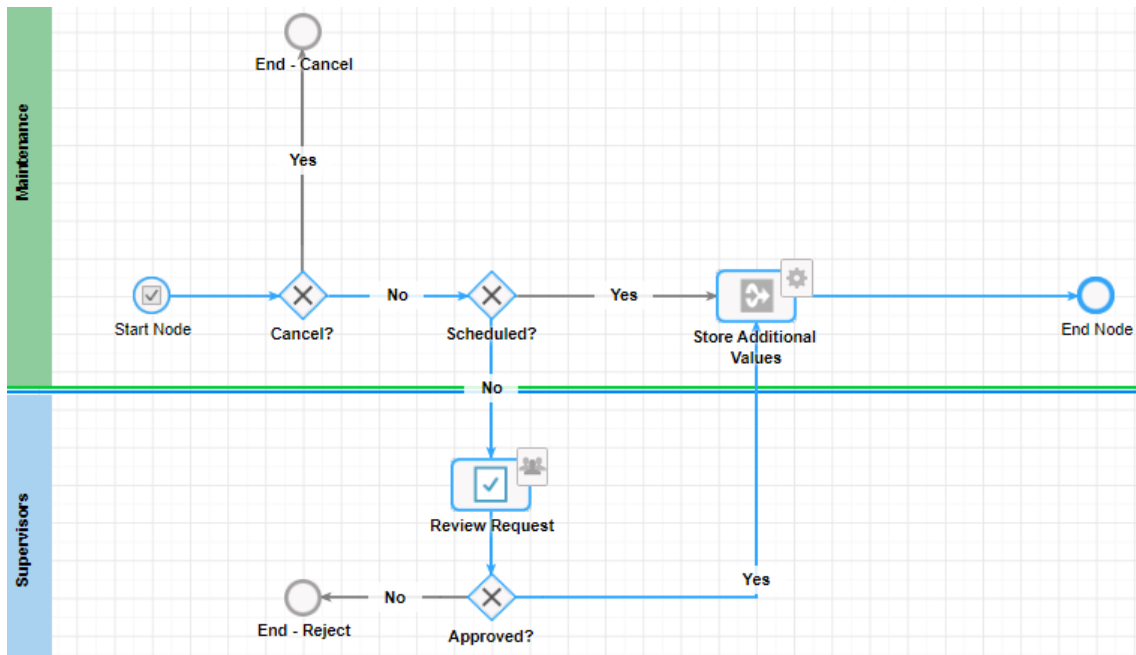 Maintenance
End - Cancel
Yes
Start Node
Cancel?
No
Scheduled?
Yes
Store Additional
Values
End Node
No
Supervisors
Review Request
Yes
End - Reject
No
Approved?